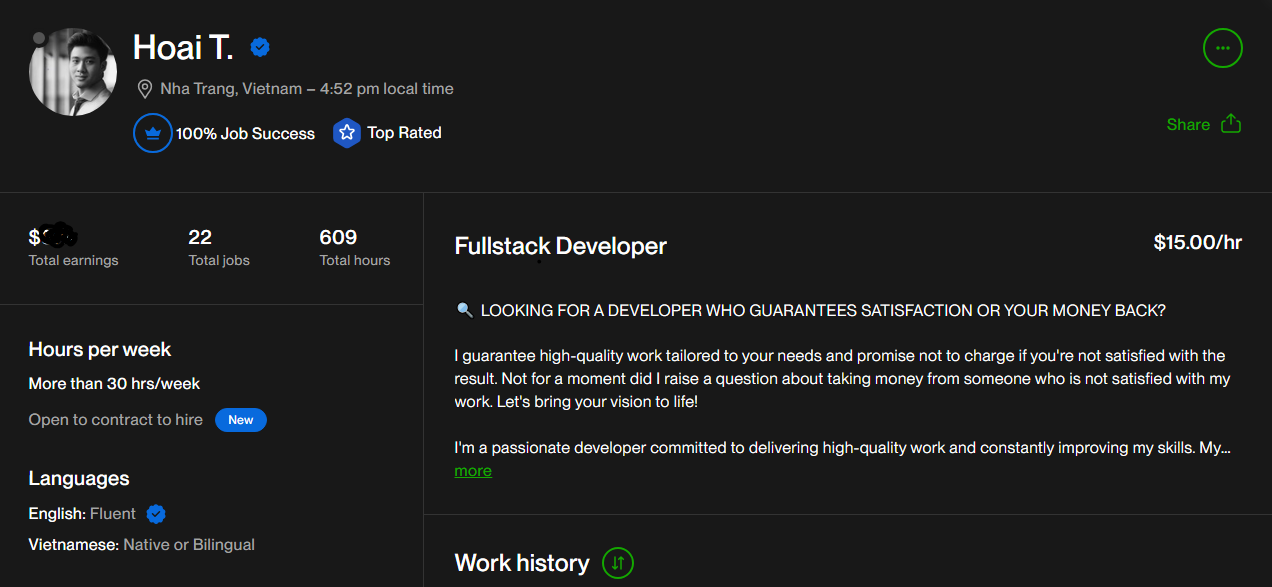 Hoai T.
Nha Trang, Vietnam – 4:52 pm local time
100% Job Success
Top Rated
Share
$
22
609
Total earnings
Total jobs
Total hours
Hours per week
More than 30 hrs/week
Open to contract to hire
New
Languages
English: Fluent
Vietnamese: Native or Bilingual
Fullstack Developer
$15.00/hr
🔍 LOOKING FOR A DEVELOPER WHO GUARANTEES SATISFACTION OR YOUR MONEY BACK?
I guarantee high-quality work tailored to your needs and promise not to charge if you're not satisfied with the
result. Not for a moment did I raise a question about taking money from someone who is not satisfied with my
work. Let's bring your vision to life!
I'm a passionate developer committed to delivering high-quality work and constantly improving my skills. My...
more
Work history